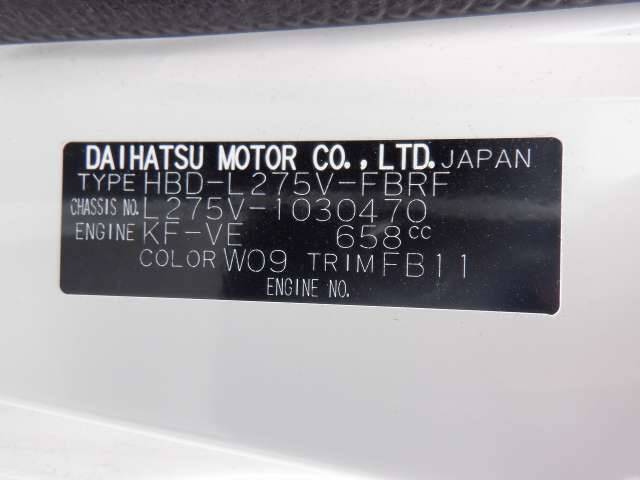 DAIHATSU MOTOR CO., LTD. JAPAN
TYPE HBD-L275V-FBRF
CHASSIS NO. L275V-1030470
ENGINE KF-VE 658cc
COLOR W09 TRIM FB11
ENGINE NO.